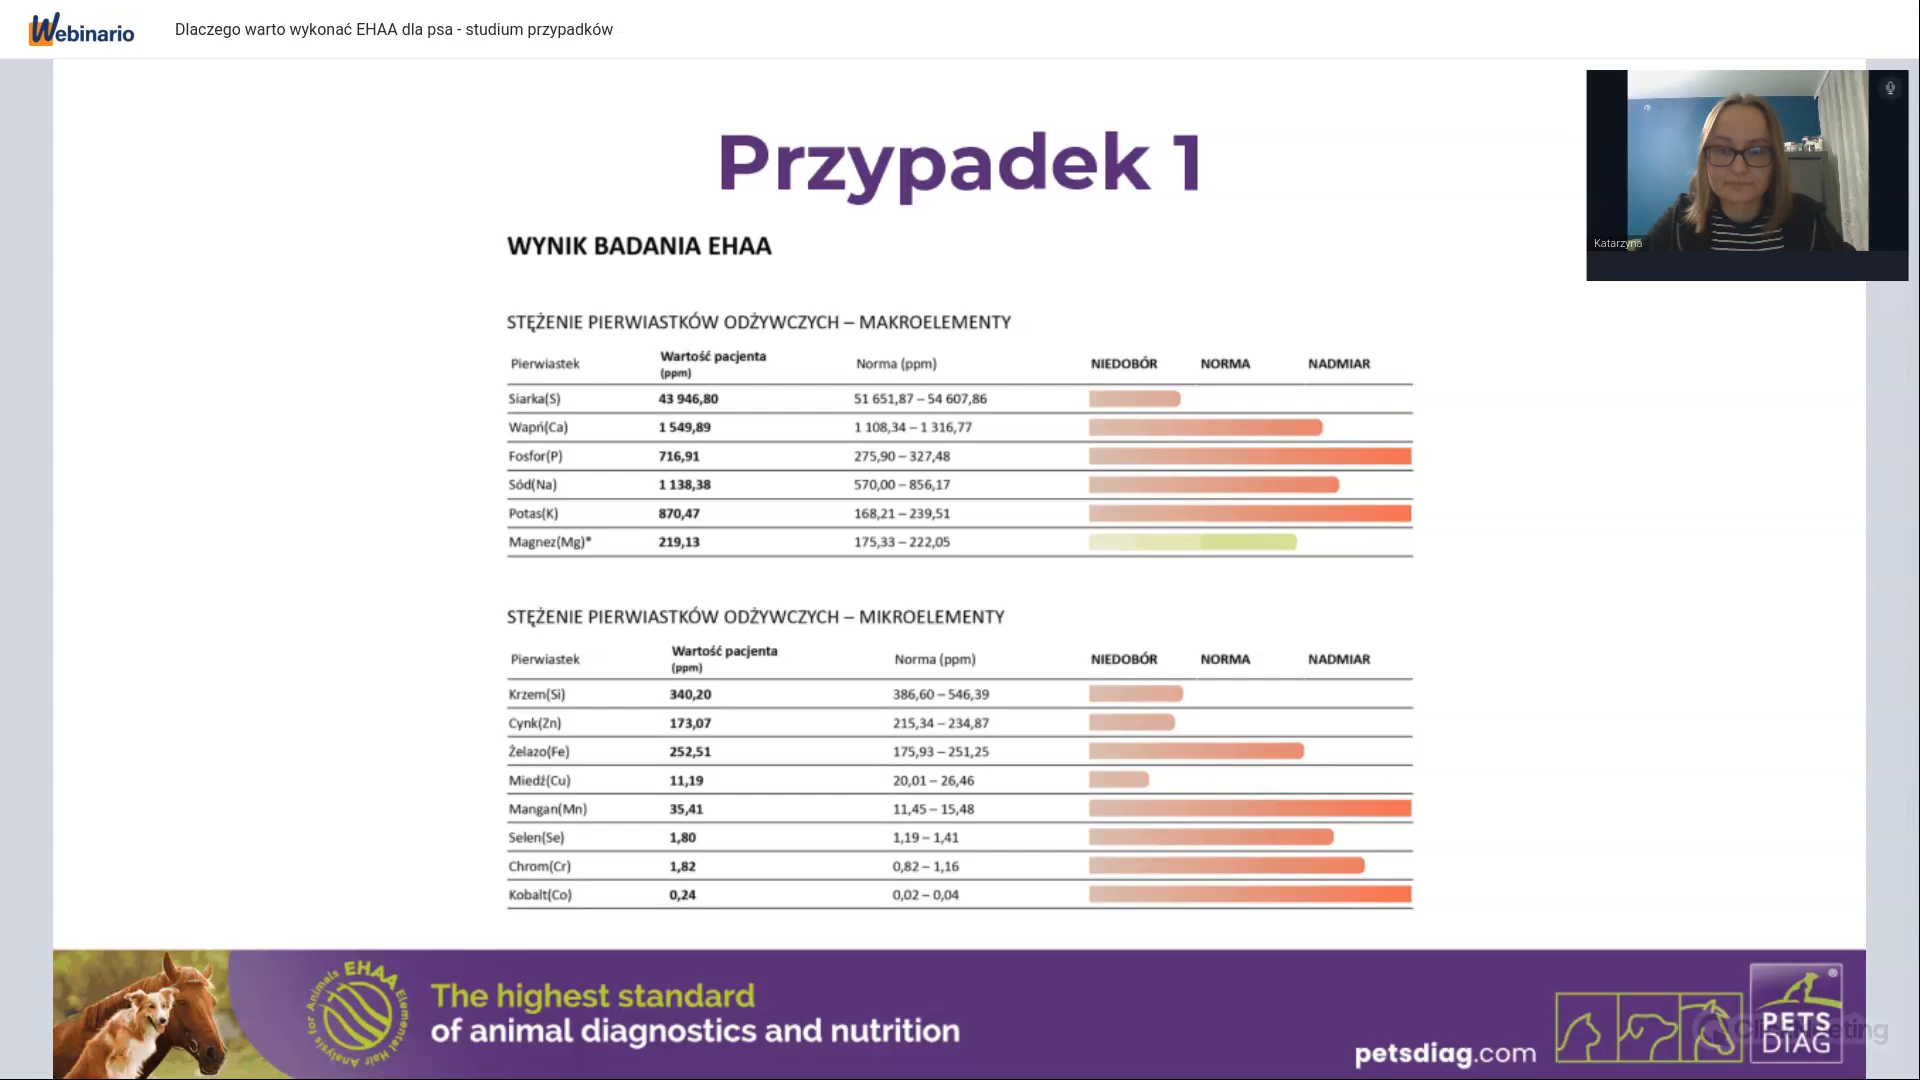 Webinario
Dlaczego warto wykonać EHAA dla psa - studium przypadków
Katarzyna
Przypadek 1
WYNIK BADANIA EHAA
STĘŻENIE PIERWIASTKÓW ODŻYWCZYCH – MAKROELEMENTY
Pierwiastek Wartość pacjenta (ppm) Norma (ppm) NIEDOBÓR NORMA NADMIAR
Siarka(S) 43 946,80 51 651,87 – 54 607,86
Wapń(Ca) 1 549,89 1 108,34 – 1 316,77
Fosfor(P) 716,91 275,90 – 327,48
Sód(Na) 1 138,38 570,00 – 856,17
Potas(K) 870,47 168,21 – 239,51
Magnez(Mg)* 219,13 175,33 – 222,05
STĘŻENIE PIERWIASTKÓW ODŻYWCZYCH – MIKROELEMENTY
Pierwiastek Wartość pacjenta (ppm) Norma (ppm) NIEDOBÓR NORMA NADMIAR
Krzem(Si) 340,20 386,60 – 546,39
Cynk(Zn) 173,07 215,34 – 234,87
Żelazo(Fe) 252,51 175,93 – 251,25
Miedź(Cu) 11,19 20,01 – 26,46
Mangan(Mn) 35,41 11,45 – 15,48
Selen(Se) 1,80 1,19 – 1,41
Chrom(Cr) 1,82 0,82 – 1,16
Kobalt(Co) 0,24 0,02 – 0,04
EHAA Elemental Hair Analysis for Animals
The highest standard
of animal diagnostics and nutrition
petsdiag.com
PETS
DIAG
®
ClickMeeting